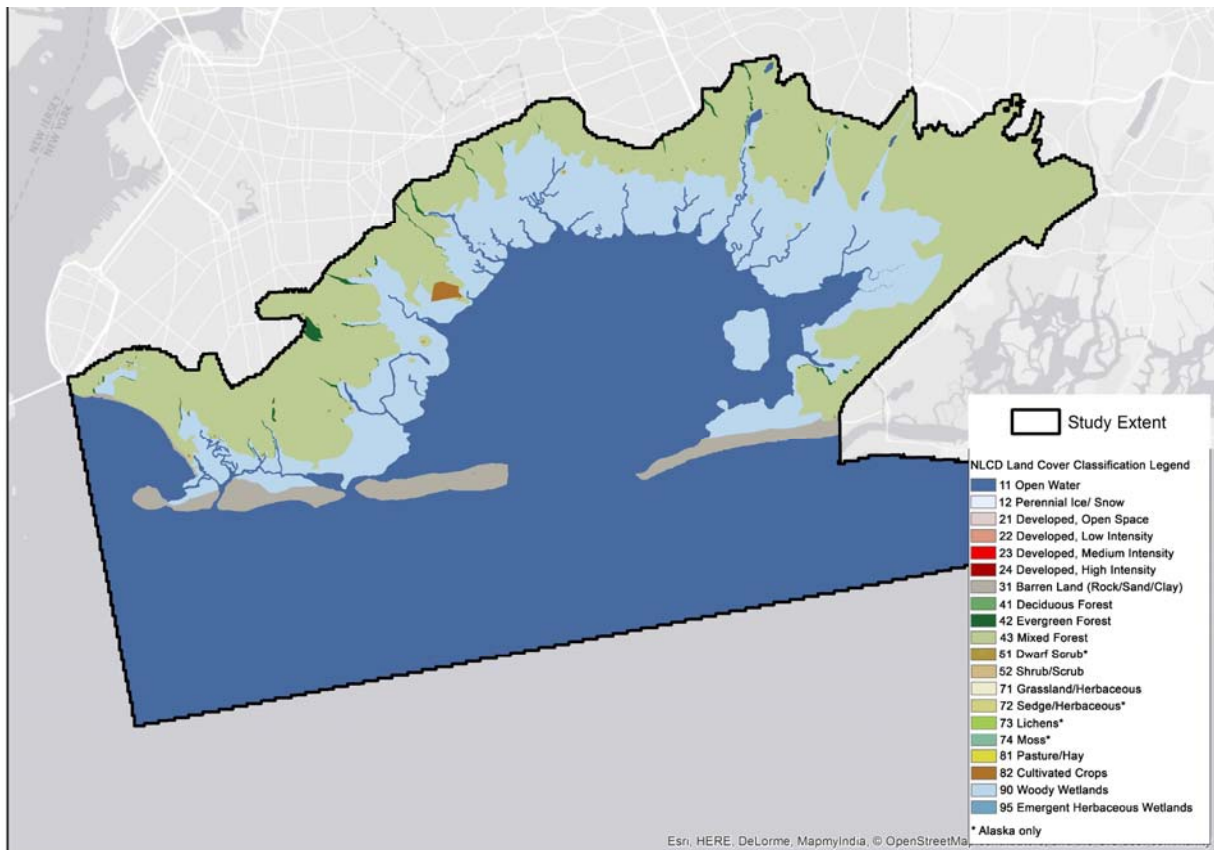 NEW JERSEY
NEW YORK
Study Extent
NLCD Land Cover Classification Legend
11 Open Water
12 Perennial Ice/ Snow
21 Developed, Open Space
22 Developed, Low Intensity
23 Developed, Medium Intensity
24 Developed, High Intensity
31 Barren Land (Rock/Sand/Clay)
41 Deciduous Forest
42 Evergreen Forest
43 Mixed Forest
51 Dwarf Scrub*
52 Shrub/Scrub
71 Grassland/Herbaceous
72 Sedge/Herbaceous*
73 Lichens*
74 Moss*
81 Pasture/Hay
82 Cultivated Crops
90 Woody Wetlands
95 Emergent Herbaceous Wetlands
* Alaska only
Esri, HERE, DeLorme, MapmyIndia, © OpenStreetMap